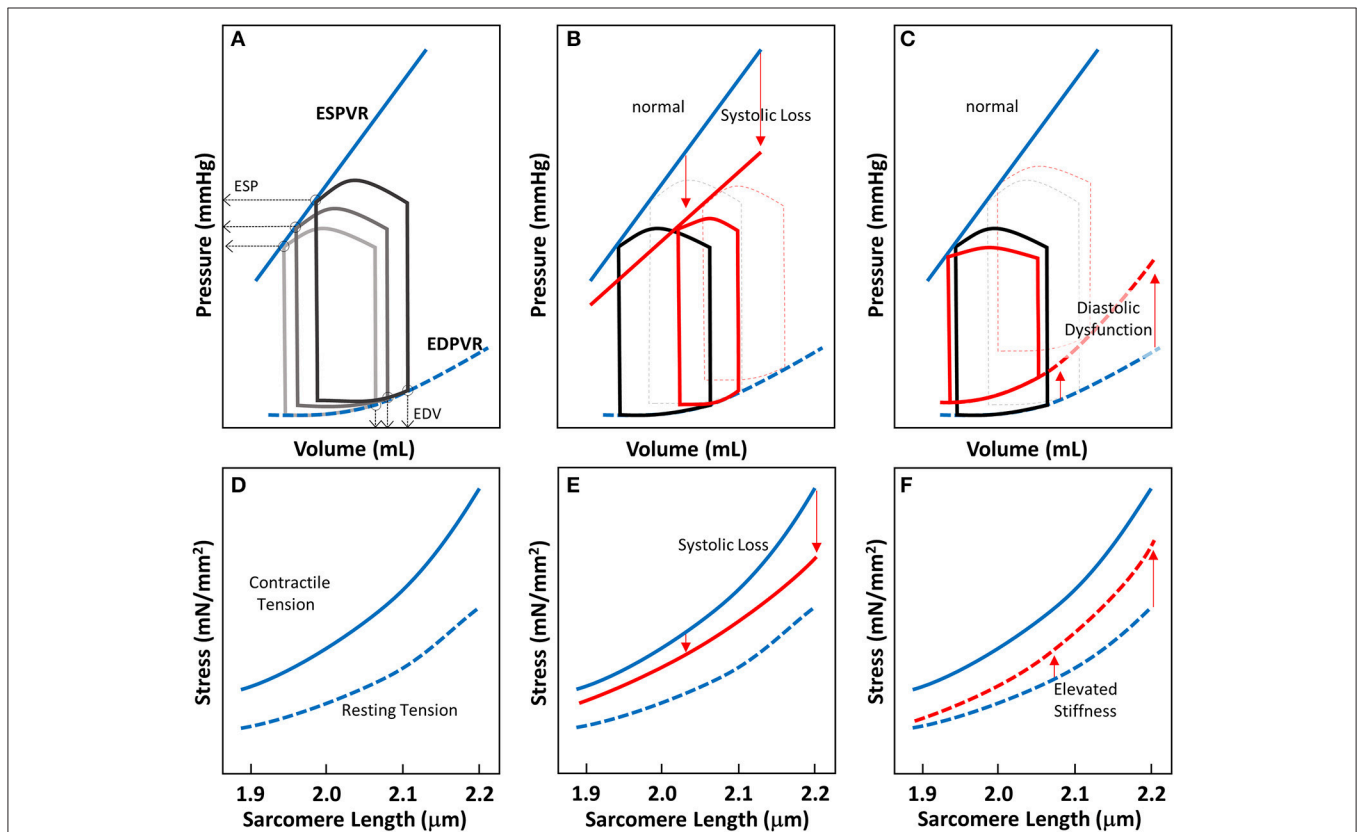 A
ESPVR
ESP
EDPVR
EDV
Pressure (mmHg)
Volume (mL)
B
normal
Systolic Loss
Pressure (mmHg)
Volume (mL)
C
normal
Diastolic
Dysfunction
Pressure (mmHg)
Volume (mL)
D
Contractile
Tension
Resting Tension
Stress (mN/mm²)
1.9 2.0 2.1 2.2
Sarcomere Length (μm)
E
Systolic Loss
Stress (mN/mm²)
1.9 2.0 2.1 2.2
Sarcomere Length (μm)
F
Elevated
Stiffness
Stress (mN/mm²)
1.9 2.0 2.1 2.2
Sarcomere Length (μm)